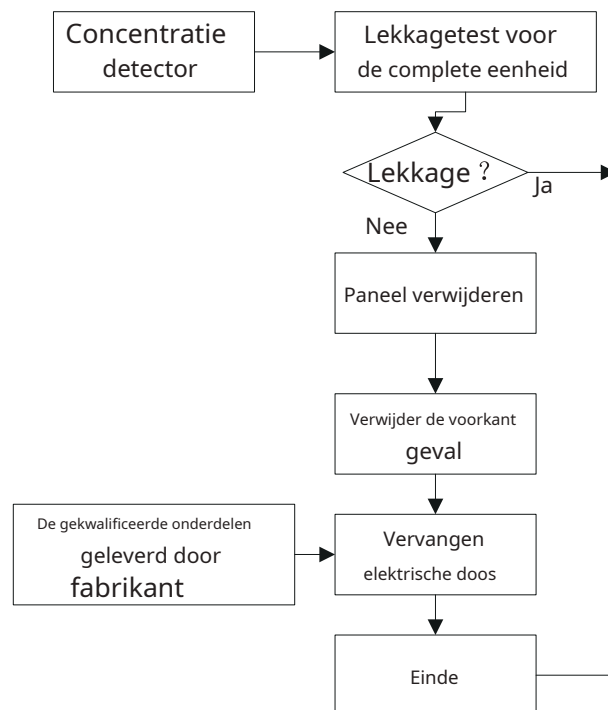 Concentratie
detector
Lekkagetest voor
de complete eenheid
Lekkage ?
Ja
Nee
Paneel verwijderen
Verwijder de voorkant
geval
De gekwalificeerde onderdelen
geleverd door
fabrikant
Vervangen
elektrische doos
Einde